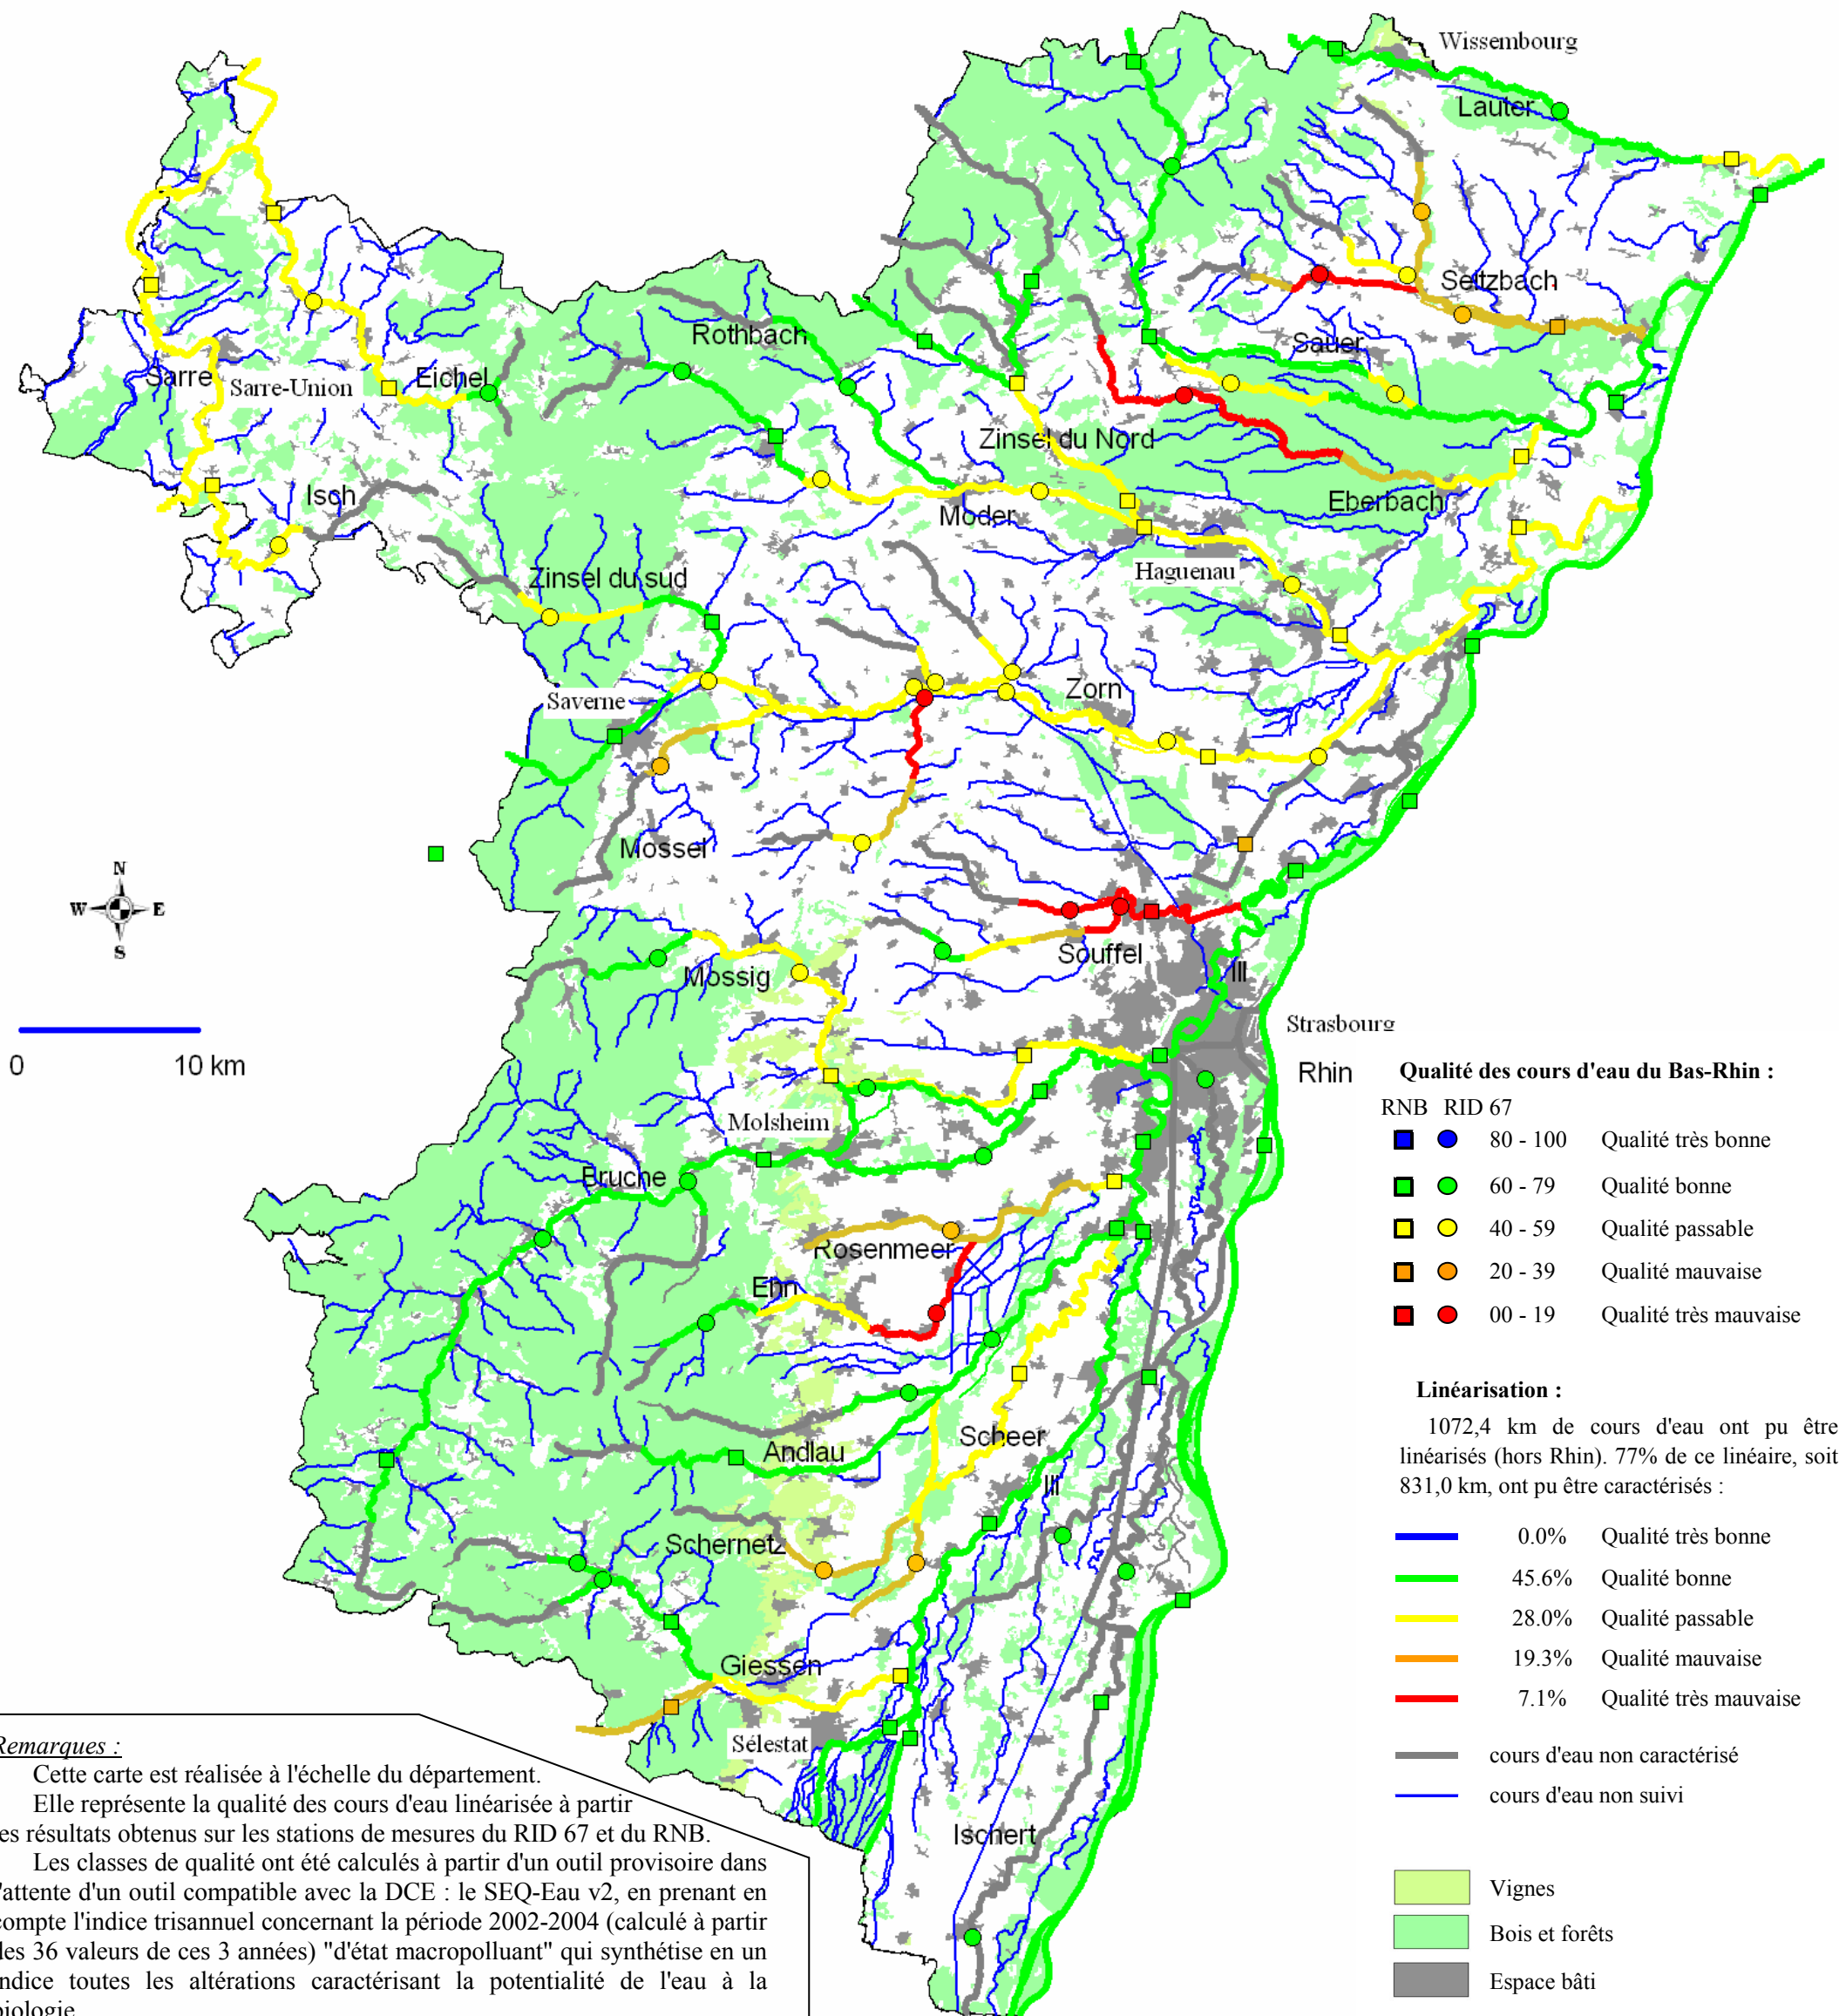 Wissembourg
Lauter
Seltzbach
Rothbach
Sauer
Sarre
Sarre-Union
Eichel
Zinsel du Nord
Isch
Moder
Eberbach
Haguenau
Zinsel du sud
Zorn
Saverne
Mossel
N
W E
S
Souffel
Mossig
Ill
Strasbourg
0 10 km
Rhin
Molsheim
Bruche
Rosenmeer
Ehn
Andlau
Scheer
Ill
Schernetz
Giessen
Sélestat
Ischert
Qualité des cours d'eau du Bas-Rhin :
RNB RID 67
80 - 100 Qualité très bonne
60 - 79 Qualité bonne
40 - 59 Qualité passable
20 - 39 Qualité mauvaise
00 - 19 Qualité très mauvaise
Linéarisation :
1072,4 km de cours d'eau ont pu être
linéarisés (hors Rhin). 77% de ce linéaire, soit
831,0 km, ont pu être caractérisés :
0.0% Qualité très bonne
45.6% Qualité bonne
28.0% Qualité passable
19.3% Qualité mauvaise
7.1% Qualité très mauvaise
cours d'eau non caractérisé
cours d'eau non suivi
Vignes
Bois et forêts
Espace bâti
Remarques :
Cette carte est réalisée à l'échelle du département.
Elle représente la qualité des cours d'eau linéarisée à partir
es résultats obtenus sur les stations de mesures du RID 67 et du RNB.
Les classes de qualité ont été calculés à partir d'un outil provisoire dans
'attente d'un outil compatible avec la DCE : le SEQ-Eau v2, en prenant en
compte l'indice trisannuel concernant la période 2002-2004 (calculé à partir
des 36 valeurs de ces 3 années) "d'état macropolluant" qui synthétise en un
indice toutes les altérations caractérisant la potentialité de l'eau à la
biologie